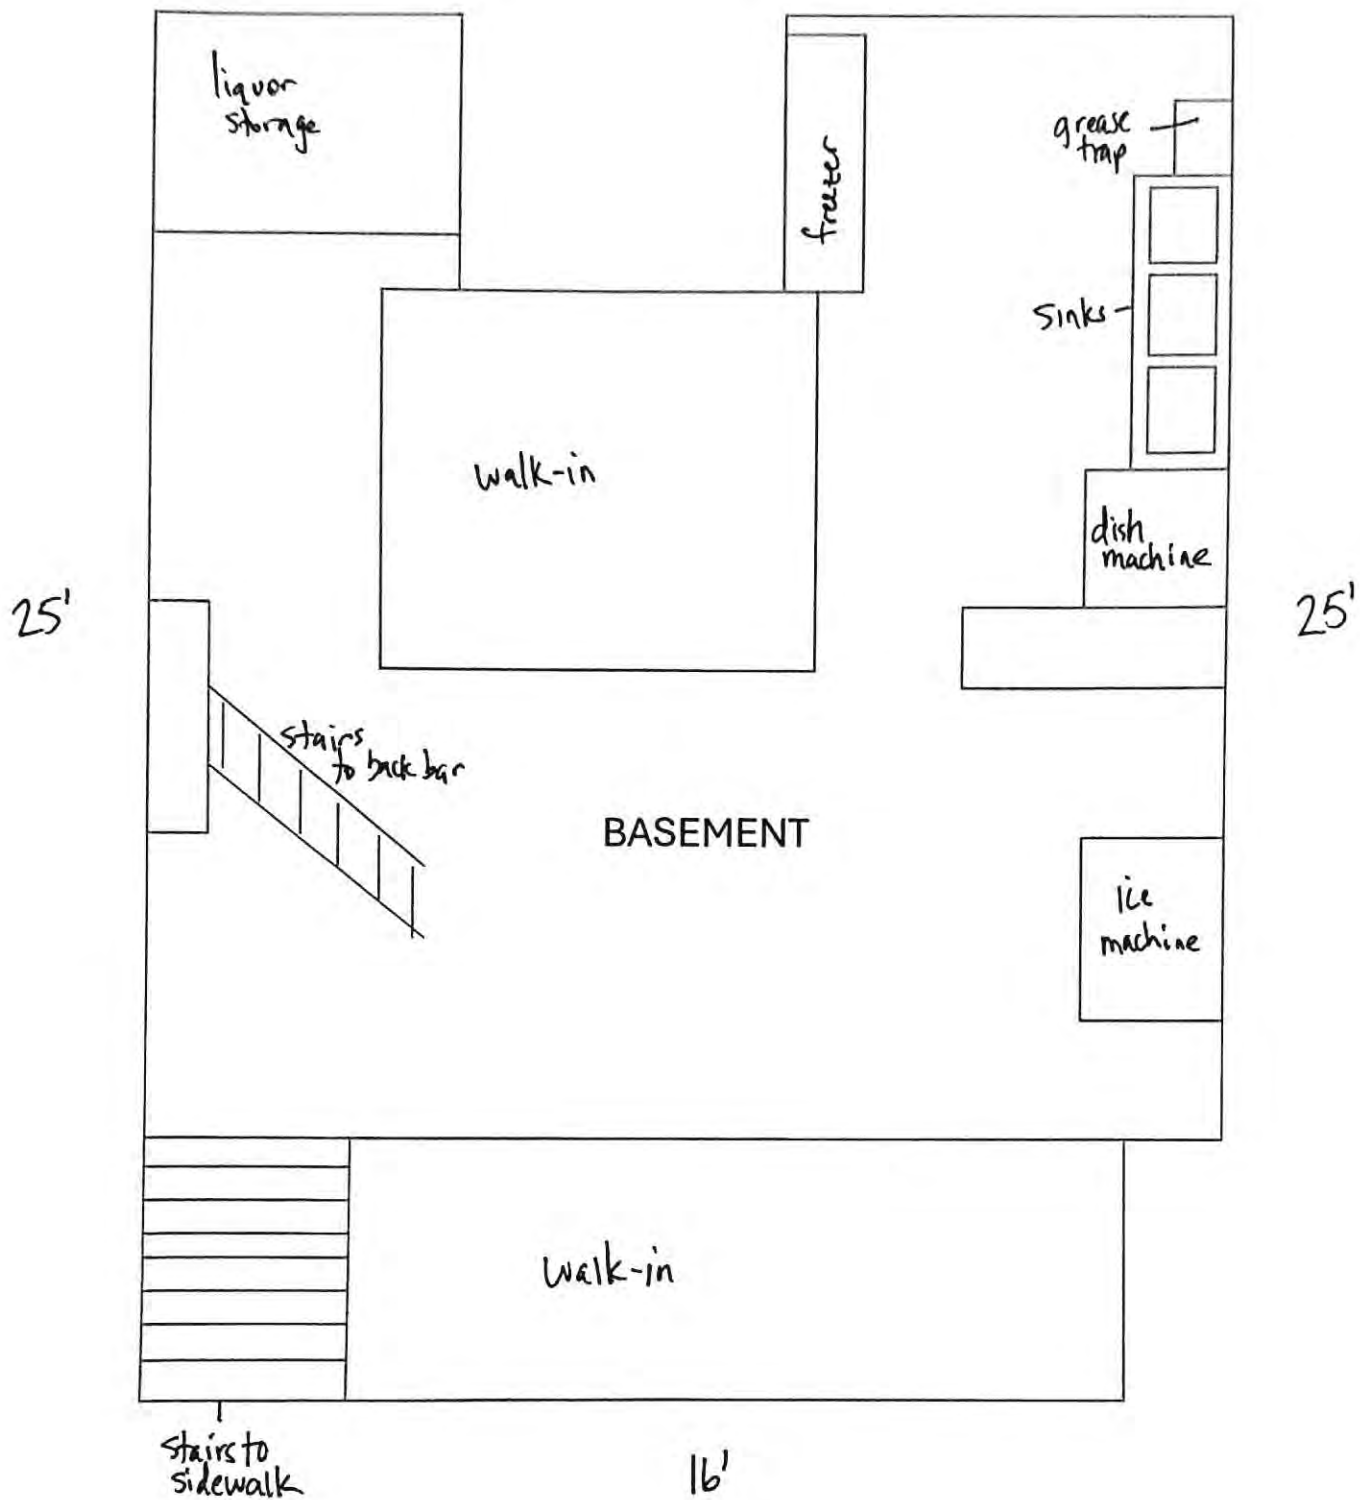 liquor
storage
freezer
grease
trap
sinks
walk-in
dish
machine
25'
25'
stairs
to back bar
BASEMENT
ice
machine
walk-in
stairs to
sidewalk
16'